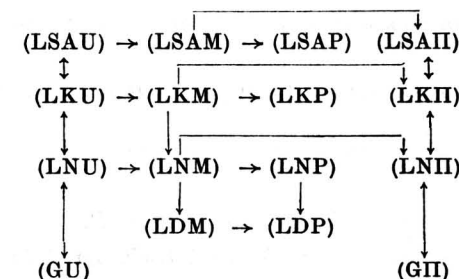 (LSAU) → (LSAM) → (LSAP) (LSAΠ)
(LKU) → (LKM) → (LKP) (LKΠ)
(LNU) → (LNM) → (LNP) (LNΠ)
(LDM) → (LDP)
(GU) (GΠ)